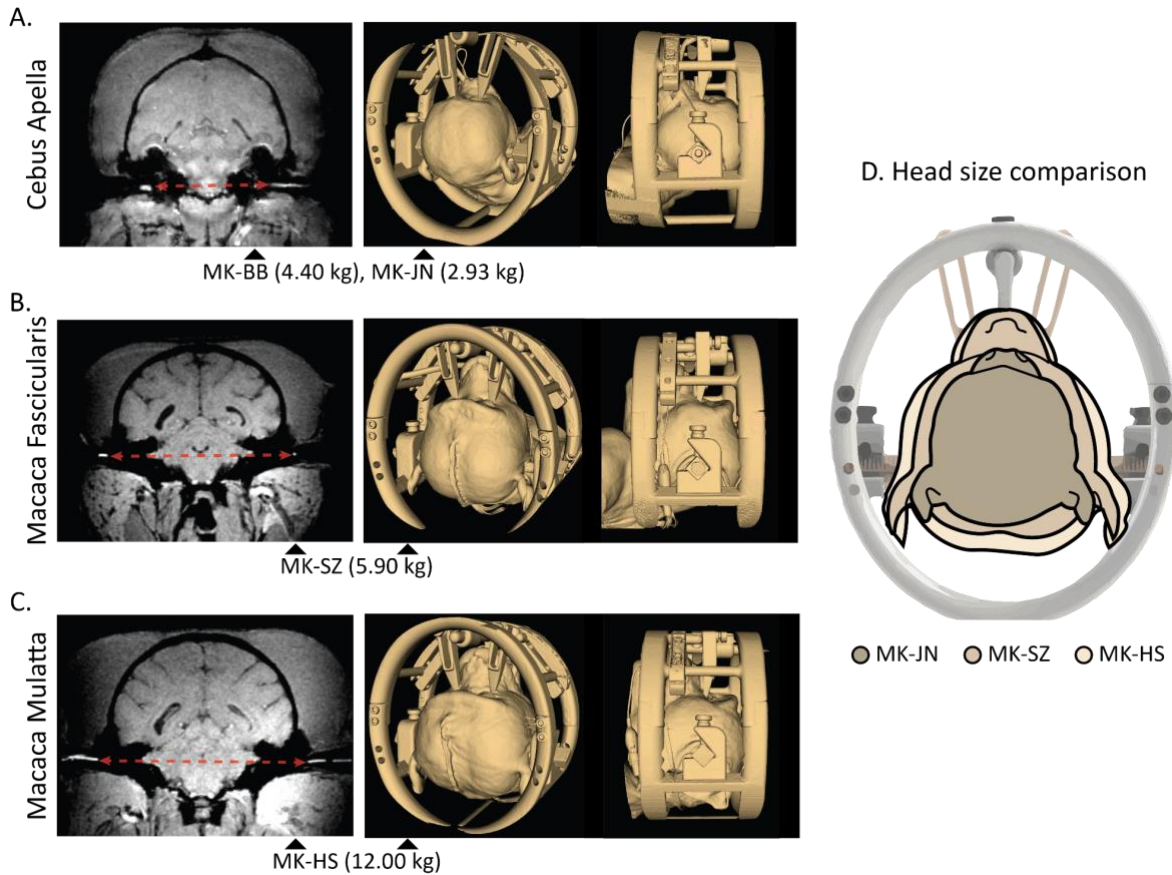 A.
Cebus Apella
MK-BB (4.40 kg), MK-JN (2.93 kg)
B.
Macaca Fascicularis
MK-SZ (5.90 kg)
C.
Macaca Mulatta
MK-HS (12.00 kg)
D. Head size comparison
MK-JN MK-SZ MK-HS